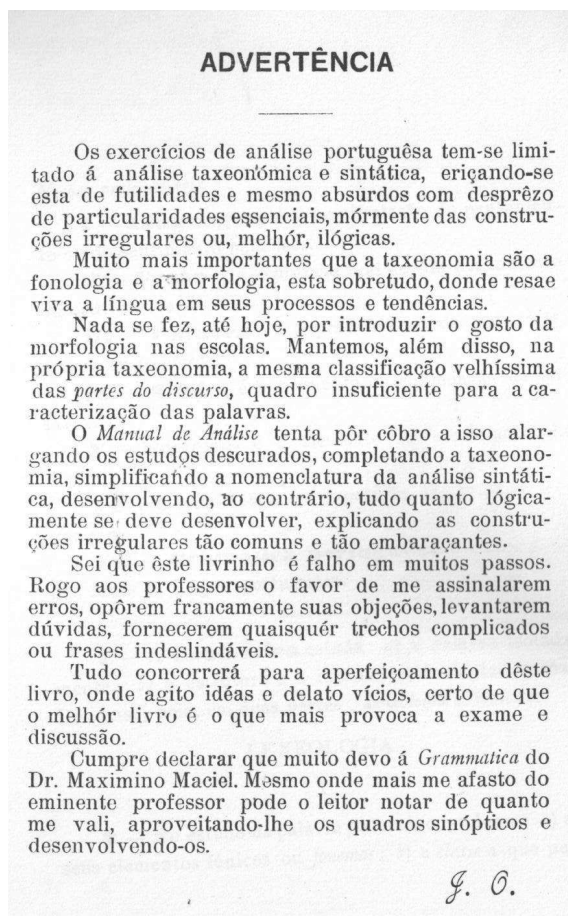 ADVERTÊNCIA
Os exercícios de análise portuguêsa tem-se limi-
tado á análise taxeonómica e sintática, eriçando-se
esta de futilidades e mesmo absurdos com desprêzo
de particularidades essenciais, mórmente das constru-
ções irregulares ou, melhór, ilógicas.
Muito mais importantes que a taxeonomia são a
fonologia e a morfologia, esta sobretudo, donde resae
viva a língua em seus processos e tendências.
Nada se fez, até hoje, por introduzir o gosto da
morfologia nas escolas. Mantemos, além disso, na
própria taxeonomia, a mesma classificação velhíssima
das partes do discurso, quadro insuficiente para a ca-
racterização das palavras.
O Manual de Análise tenta pôr côbro a isso alar-
gando os estudos descurados, completando a taxeono-
mia, simplificando a nomenclatura da análise sintáti-
ca, desenvolvendo, ao contrário, tudo quanto lógica-
mente se deve desenvolver, explicando as constru-
ções irregulares tão comuns e tão embaraçantes.
Sei que êste livrinho é falho em muitos passos.
Rogo aos professores o favor de me assinalarem
erros, opôrem francamente suas objeções, levantarem
dúvidas, fornecerem quaisquér trechos complicados
ou frases indeslindáveis.
Tudo concorrerá para aperfeiçoamento dêste
livro, onde agito idéas e delato vícios, certo de que
o melhór livro é o que mais provoca a exame e
discussão.
Cumpre declarar que muito devo á Grammatica do
Dr. Maximino Maciel. Mesmo onde mais me afasto do
eminente professor pode o leitor notar de quanto
me vali, aproveitando-lhe os quadros sinópticos e
desenvolvendo-os.
J. O.